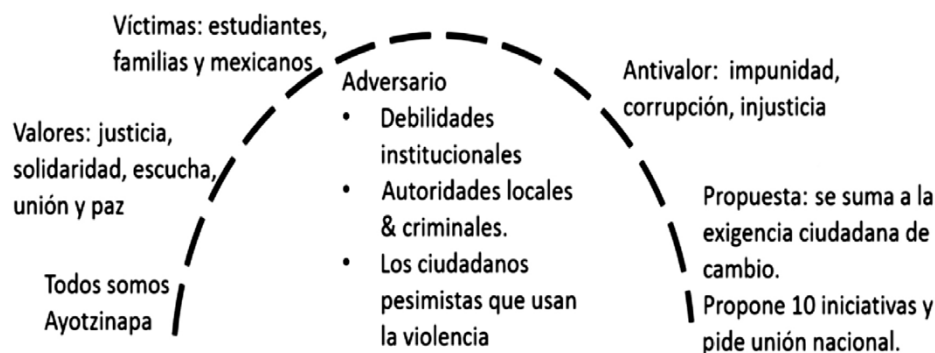 Víctimas: estudiantes,
familias y mexicanos
Valores: justicia,
solidaridad, escucha,
unión y paz
Todos somos
Ayotzinapa
Adversario
• Debilidades
institucionales
• Autoridades locales
& criminales.
• Los ciudadanos
pesimistas que usan
la violencia
Antivalor: impunidad,
corrupción, injusticia
Propuesta: se suma a la
exigencia ciudadana de
cambio.
Propone 10 iniciativas y
pide unión nacional.